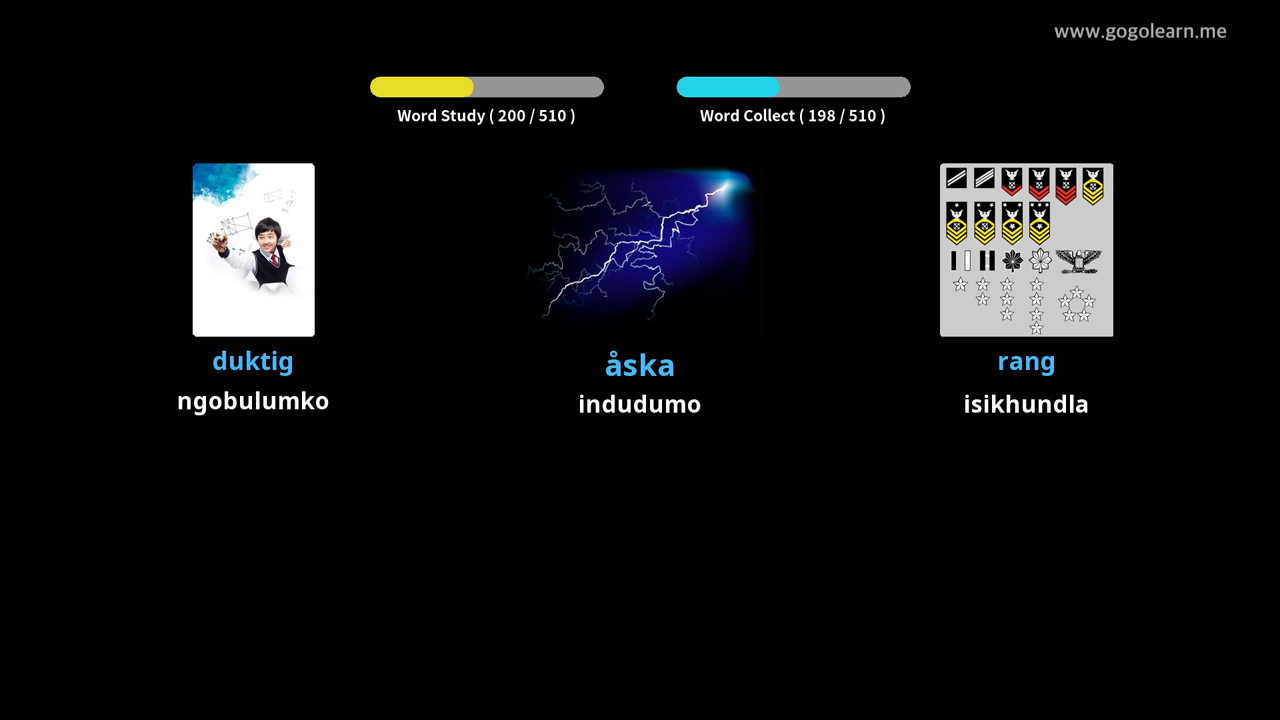 www.gogolearn.me
Word Study ( 200 / 510 )
Word Collect ( 198 / 510 )
duktig
ngobulumko
åska
indudumo
rang
isikhundla